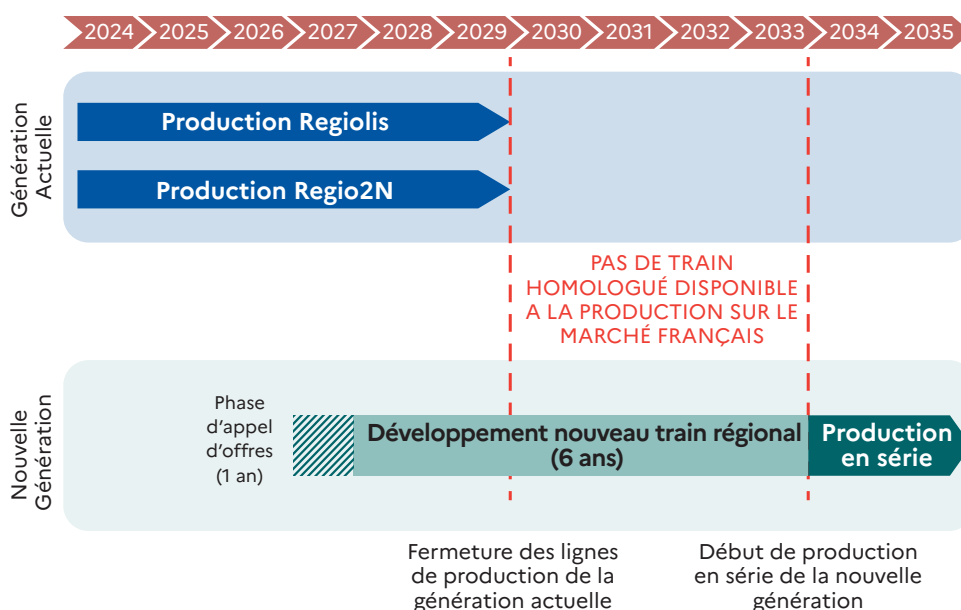 2024 2025 2026 2027 2028 2029 2030 2031 2032 2033 2034 2035
Génération
Actuelle
Production Regiolis
Production Regio2N
PAS DE TRAIN
HOMOLOGUÉ DISPONIBLE
A LA PRODUCTION SUR LE
MARCHÉ FRANÇAIS
Nouvelle
Génération
Phase
d'appel
d'offres
(1 an)
Développement nouveau train régional
(6 ans)
Production
en série
Fermeture des lignes
de production de la
génération actuelle
Début de production
en série de la nouvelle
génération